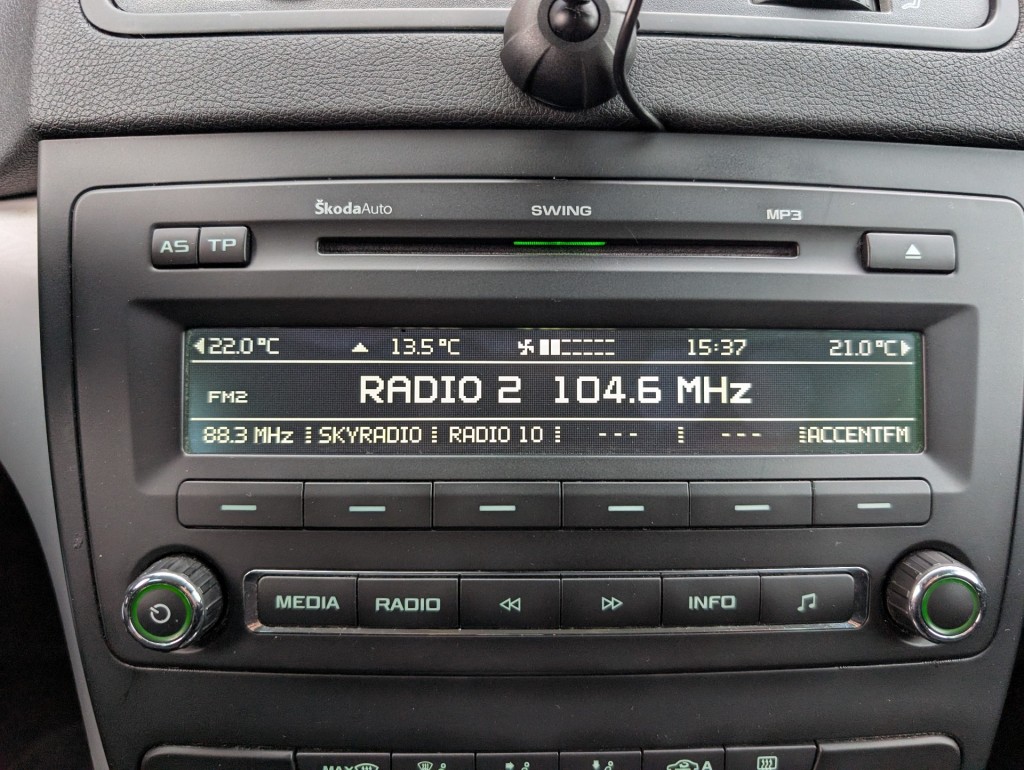 ŠkodaAuto SWING MP3
AS TP
22.0°C 13.5°C 15:37 21.0°C
FM2 RADIO 2 104.6 MHz
88.3 MHz SKYRADIO RADIO 10 --- --- ACCENTFM
MEDIA RADIO INFO
MAX A